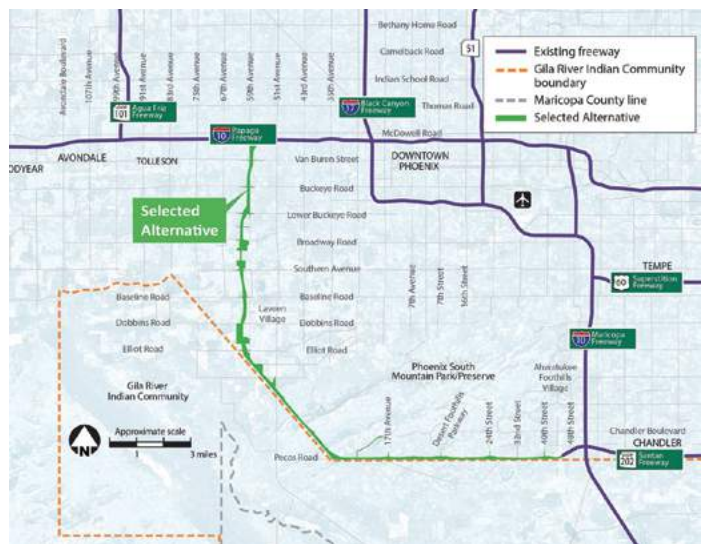 Bethany Home Road
Camelback Road
Indian School Road
Thomas Road
McDowell Road
51
Existing freeway
Gila River Indian Community
boundary
Maricopa County line
Selected Alternative
Avondale Boulevard
107th Avenue
99th Avenue
91st Avenue
83rd Avenue
75th Avenue
67th Avenue
59th Avenue
51st Avenue
43rd Avenue
35th Avenue
101
Agua Fria
Freeway
10
Papago
Freeway
17
Black Canyon
Freeway
ODYEAR
AVONDALE
TOLLESON
Van Buren Street
DOWNTOWN
PHOENIX
Buckeye Road
Selected
Alternative
Lower Buckeye Road
Broadway Road
Southern Avenue
TEMPE
60
Superstition
Freeway
Baseline Road
Laveen
Village
Baseline Road
7th Avenue
7th Street
16th Street
Dobbins Road
Dobbins Road
Elliot Road
Elliot Road
10
Maricopa
Freeway
Gila River
Indian Community
Phoenix South
Mountain Park/Preserve
Ahwatukee
Foothills
Village
N
Approximate scale
1
3 miles
17th Avenue
Desert Foothills
Parkway
24th Street
32nd Street
40th Street
48th Street
Chandler Boulevard
CHANDLER
Pecos Road
202
Santan
Freeway